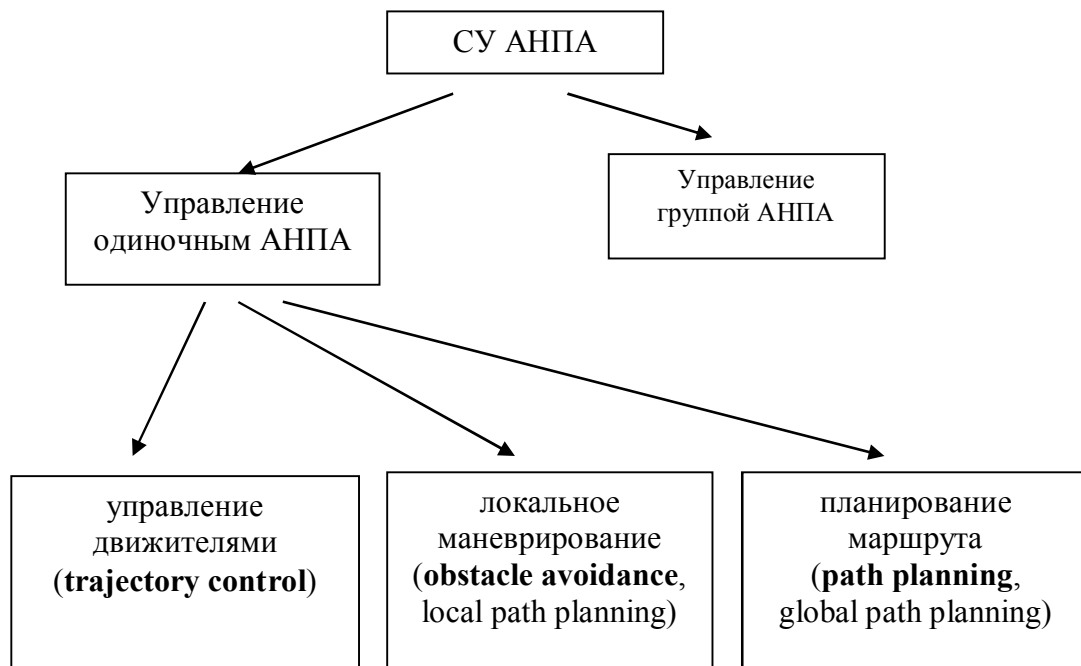 СУ АНПА
Управление
одиночным АНПА
Управление
группой АНПА
управление
движителями
(trajectory control)
локальное
маневрирование
(obstacle avoidance,
local path planning)
планирование
маршрута
(path planning,
global path planning)